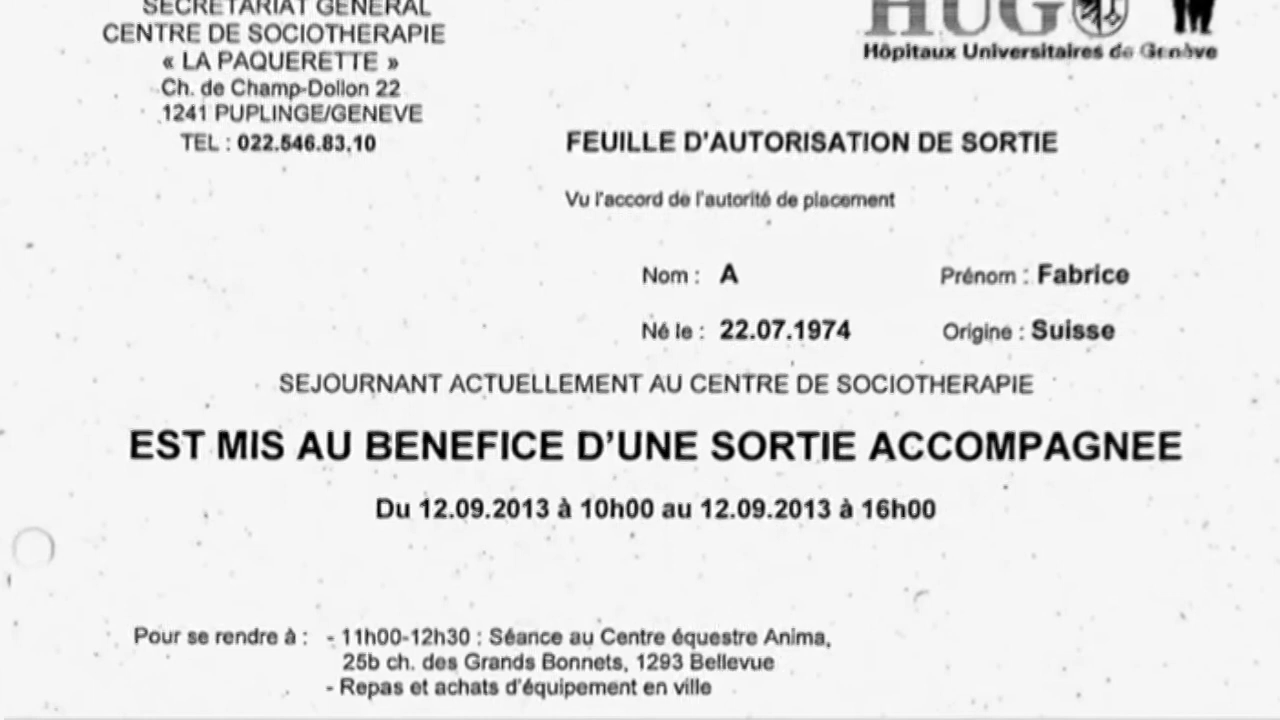 SECRETARIAT GENERAL
CENTRE DE SOCIOTHERAPIE
« LA PAQUERETTE »
Ch. de Champ-Dollon 22
1241 PUPLINGE/GENEVE
TEL : 022.546.83.10
HUG
Hôpitaux Universitaires de Genève
FEUILLE D'AUTORISATION DE SORTIE
Vu l'accord de l'autorité de placement
Nom : A Prénom : Fabrice
Né le : 22.07.1974 Origine : Suisse
SEJOURNANT ACTUELLEMENT AU CENTRE DE SOCIOTHERAPIE
EST MIS AU BENEFICE D'UNE SORTIE ACCOMPAGNEE
Du 12.09.2013 à 10h00 au 12.09.2013 à 16h00
Pour se rendre à : - 11h00-12h30 : Séance au Centre équestre Anima,
25b ch. des Grands Bonnets, 1293 Bellevue
- Repas et achats d'équipement en ville